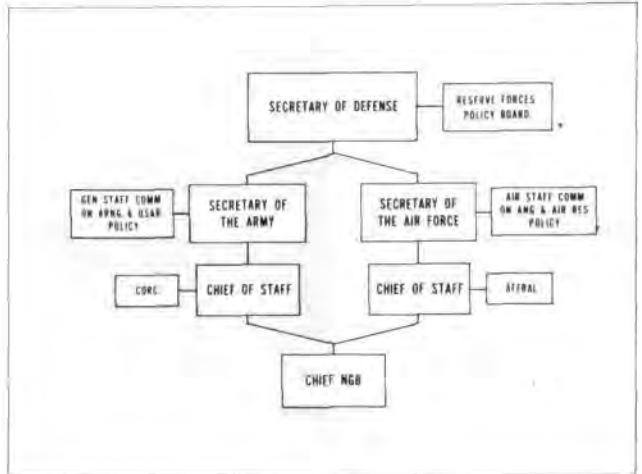 SECRETARY OF DEFENSE
RESERVE FORCES
POLICY BOARD
GEN STAFF COMM
ON ARNG & USAR
POLICY
SECRETARY OF
THE ARMY
SECRETARY OF
THE AIR FORCE
AIR STAFF COMM
ON ANG & AIR RES
POLICY
CORC
CHIEF OF STAFF
CHIEF OF STAFF
CHIEF NGB